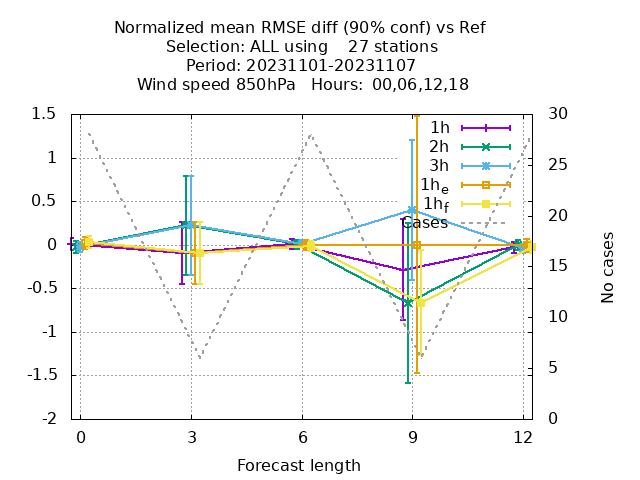 Normalized mean RMSE diff (90% conf) vs Ref
Selection: ALL using    27 stations
Period: 20231101-20231107
Wind speed 850hPa   Hours: 00,06,12,18
1.5
1
0.5
0
-0.5
-1
-1.5
-2
30
25
20
15
10
5
0
1h
2h
3h
1he
1hf
Cases
No cases
0
3
6
9
12
Forecast length